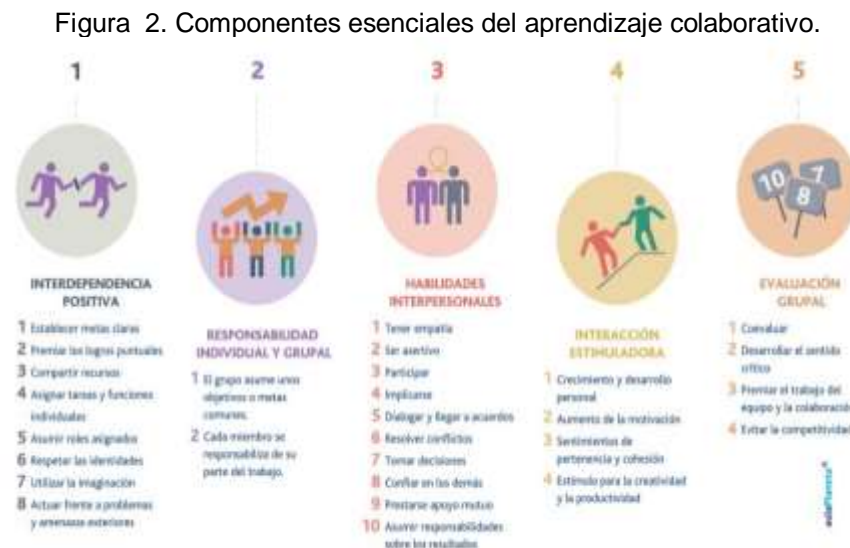 Figura 2. Componentes esenciales del aprendizaje colaborativo.
1
INTERDEPENDENCIA
POSITIVA
1 Establecer metas claras
2 Premiar los logros puntuales
3 Compartir recursos
4 Asignar tareas y funciones
individuales
5 Asumir roles asignados
6 Respetar las identidades
7 Utilizar la imaginación
8 Actuar frente a problemas
y amenazas exteriores
2
RESPONSABILIDAD
INDIVIDUAL Y GRUPAL
1 El grupo asume unos
objetivos o metas
comunes.
2 Cada miembro se
responsabiliza de su
parte del trabajo.
3
HABILIDADES
INTERPERSONALES
1 Tener empatía
2 Ser asertivo
3 Participar
4 Implicarse
5 Dialogar y llegar a acuerdos
6 Resolver conflictos
7 Tomar decisiones
8 Confiar en los demás
9 Prestarse apoyo mutuo
10 Asumir responsabilidades
sobre los resultados
4
INTERACCIÓN
ESTIMULADORA
1 Crecimiento y desarrollo
personal
2 Aumento de la motivación
3 Sentimientos de
pertenencia y cohesión
4 Estímulo para la creatividad
y la productividad
5
10
7
8
EVALUACIÓN
GRUPAL
1 Coevaluar
2 Desarrollar el sentido
crítico
3 Premiar el trabajo del
equipo y la colaboración
4 Evitar la competitividad
aulaPlaneta